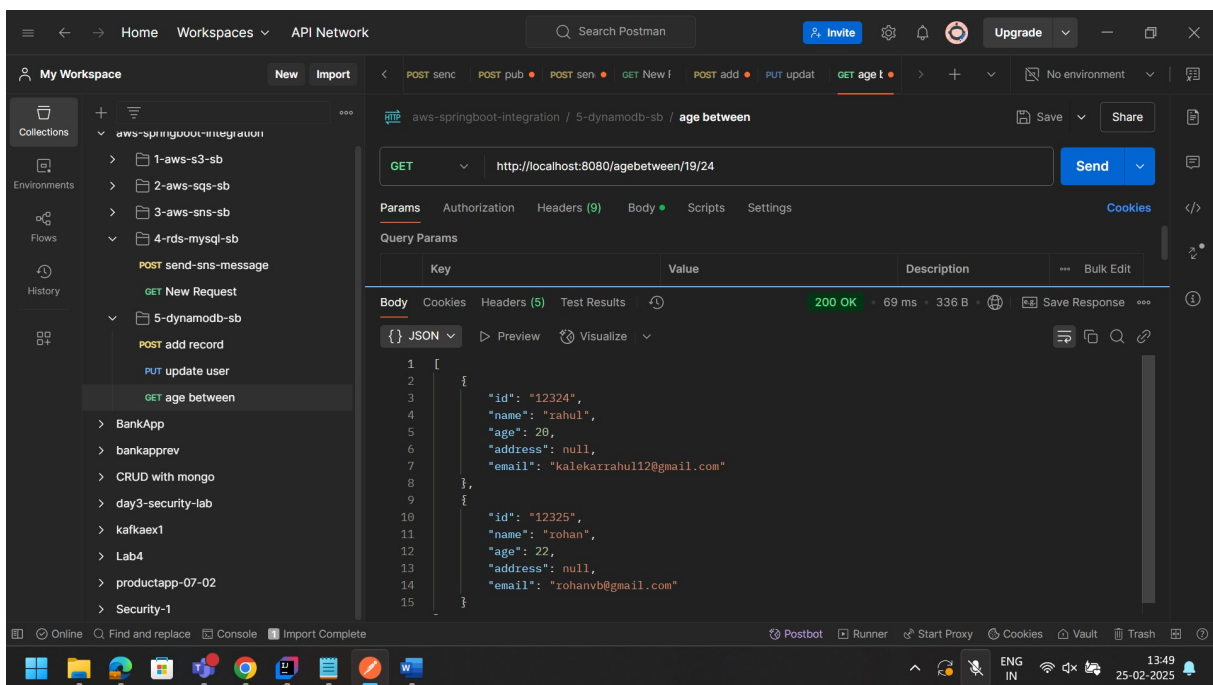 Home Workspaces API Network Search Postman Invite Upgrade
My Workspace New Import POST senc POST pub POST sen GET New F POST add PUT updat GET age t No environment
Collections
Environments
Flows
History
aws-springboot-integration
1-aws-s3-sb
2-aws-sqs-sb
3-aws-sns-sb
4-rds-mysql-sb
POST send-sns-message
GET New Request
5-dynamodb-sb
POST add record
PUT update user
GET age between
BankApp
bankapprev
CRUD with mongo
day3-security-lab
kafkaex1
Lab4
productapp-07-02
Security-1
HTTP aws-springboot-integration / 5-dynamodb-sb / age between Save Share
GET http://localhost:8080/agebetween/19/24 Send
Params Authorization Headers (9) Body Scripts Settings Cookies
Query Params
Key Value Description Bulk Edit
Body Cookies Headers (5) Test Results 200 OK 69 ms 336 B Save Response
{} JSON Preview Visualize
1 [
2 {
3 "id": "12324",
4 "name": "rahul",
5 "age": 20,
6 "address": null,
7 "email": "kalekarrahul12@gmail.com"
8 },
9 {
10 "id": "12325",
11 "name": "rohan",
12 "age": 22,
13 "address": null,
14 "email": "rohanvb@gmail.com"
15 }
Online Find and replace Console 1 Import Complete Postbot Runner Start Proxy Cookies Vault Trash
ENG 13:49
IN 25-02-2025